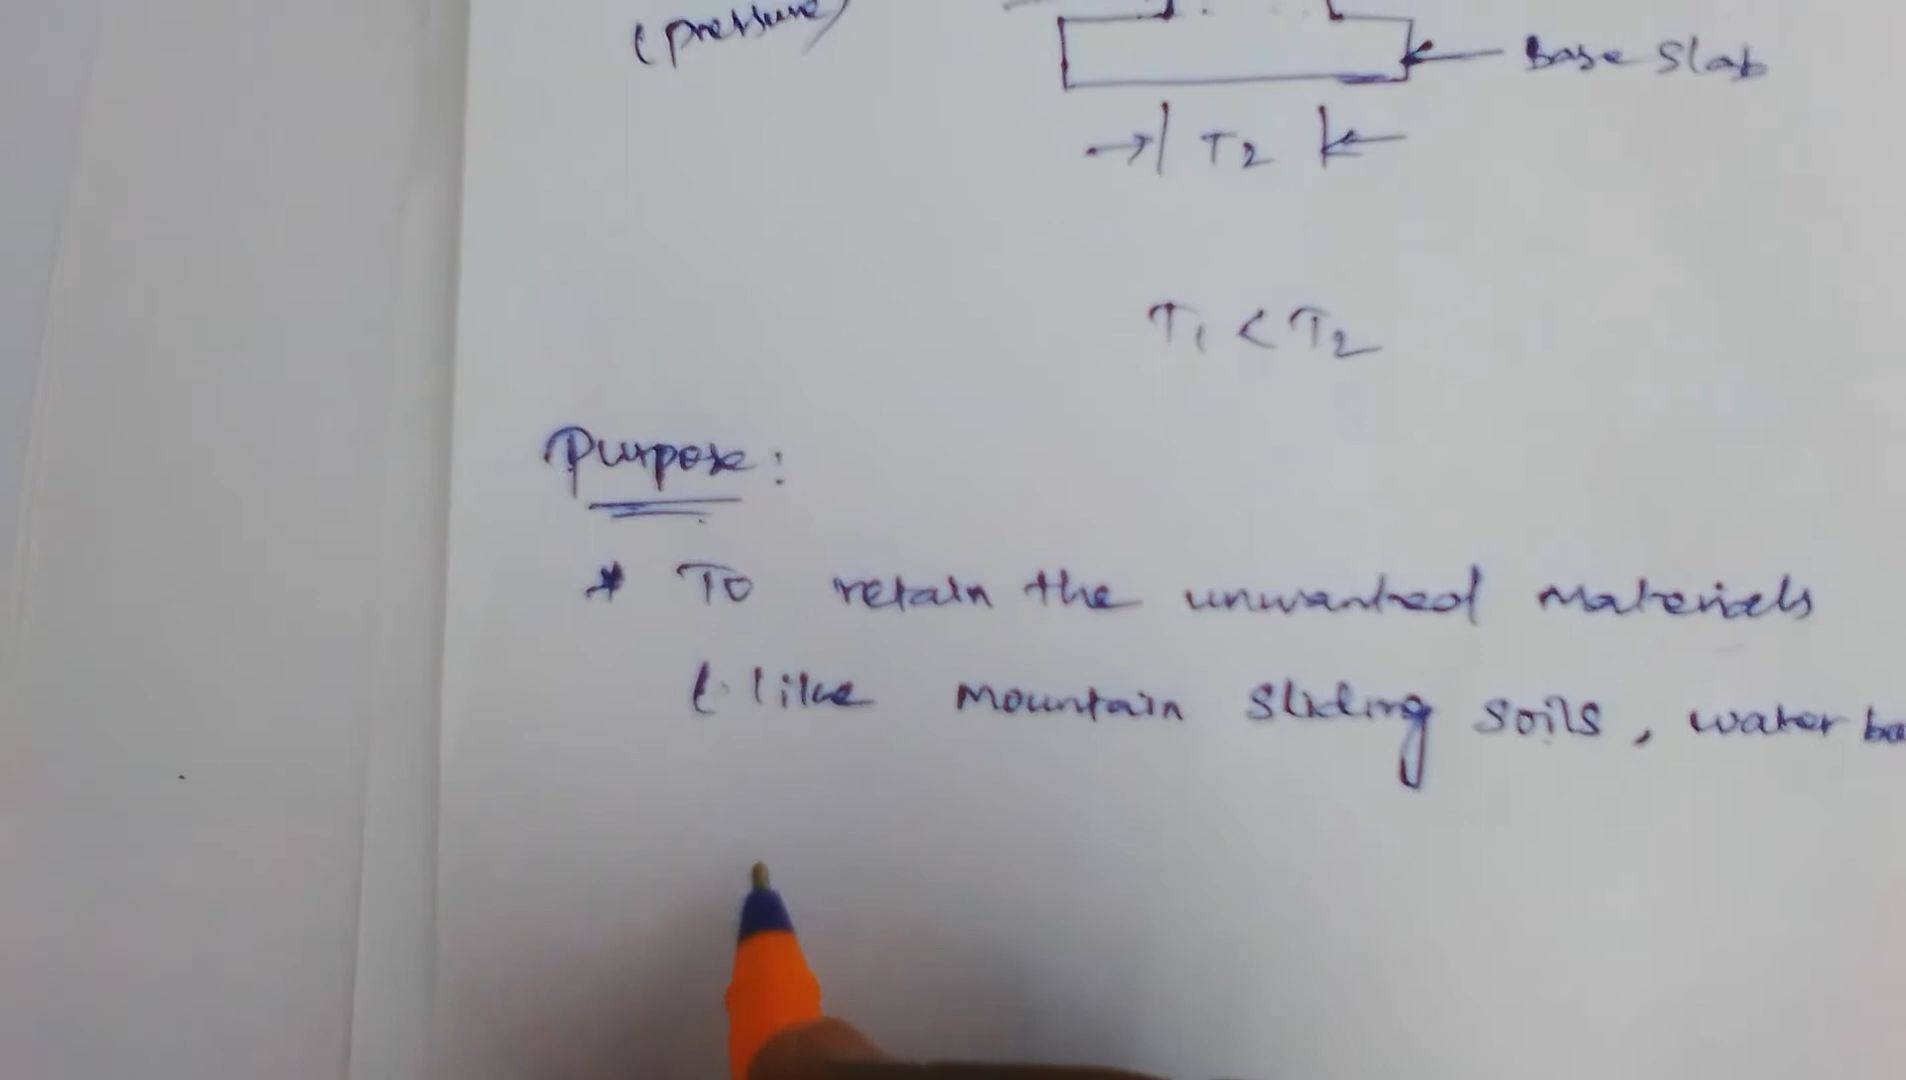 (pressure)
Base Slab
T2
T1 < T2
Purpose:
* To retain the unwanted materials
( like mountain sliding soils, water